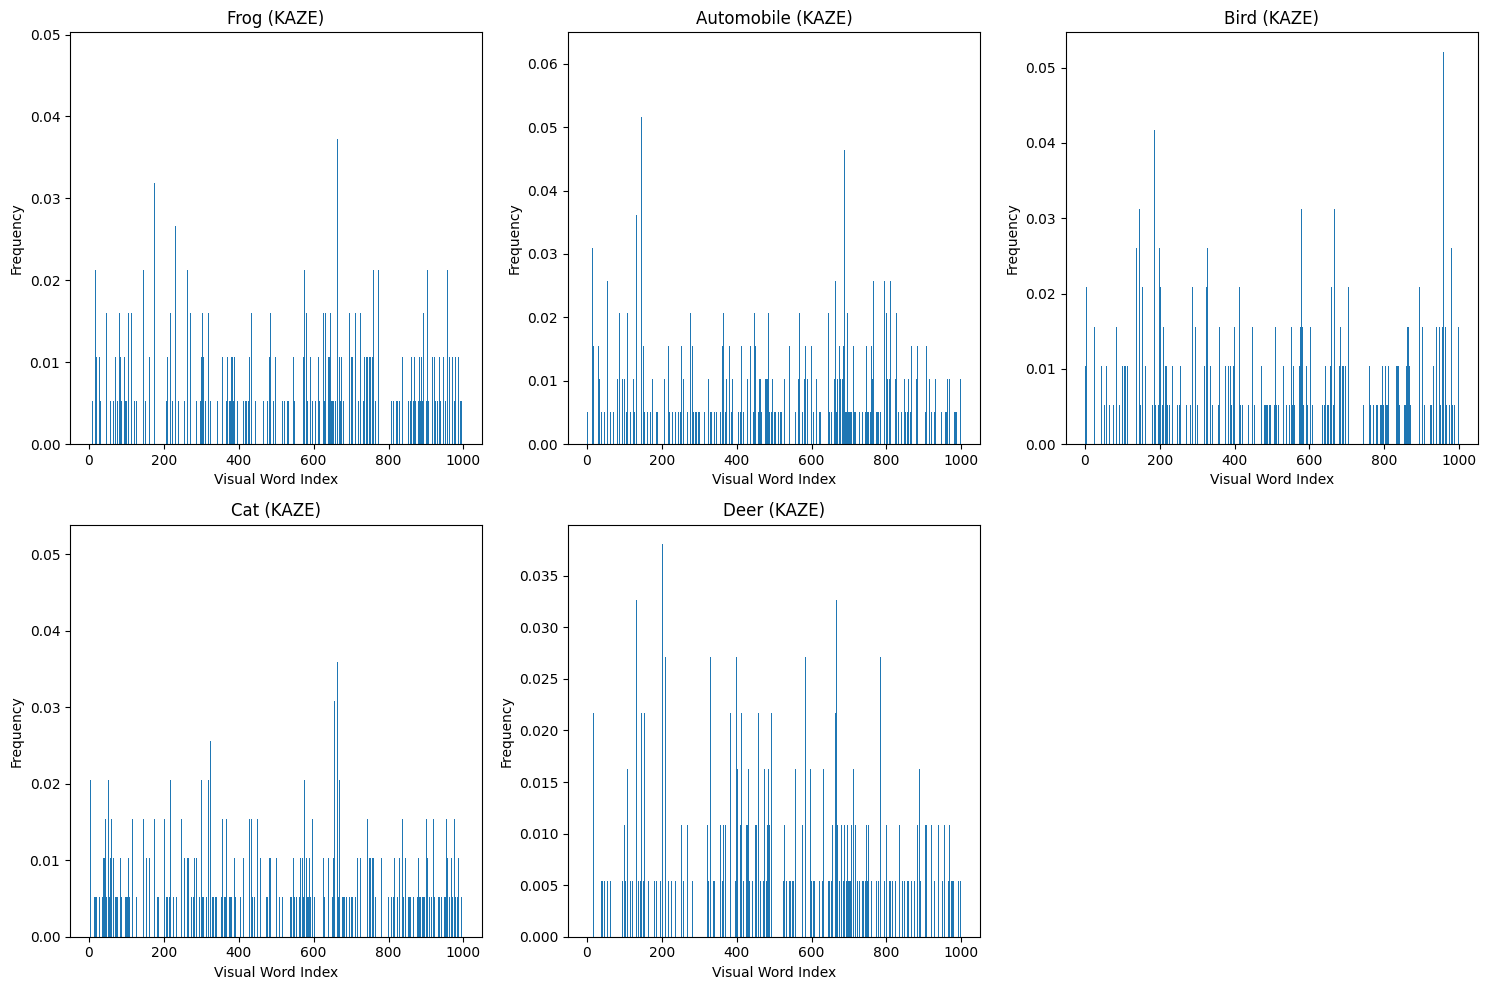 Frog (KAZE)
0.05
0.04
0.03
0.02
0.01
0.00
Frequency
0 200 400 600 800 1000
Visual Word Index
Automobile (KAZE)
0.06
0.05
0.04
0.03
0.02
0.01
0.00
Frequency
0 200 400 600 800 1000
Visual Word Index
Bird (KAZE)
0.05
0.04
0.03
0.02
0.01
0.00
Frequency
0 200 400 600 800 1000
Visual Word Index
Cat (KAZE)
0.05
0.04
0.03
0.02
0.01
0.00
Frequency
0 200 400 600 800 1000
Visual Word Index
Deer (KAZE)
0.035
0.030
0.025
0.020
0.015
0.010
0.005
0.000
Frequency
0 200 400 600 800 1000
Visual Word Index